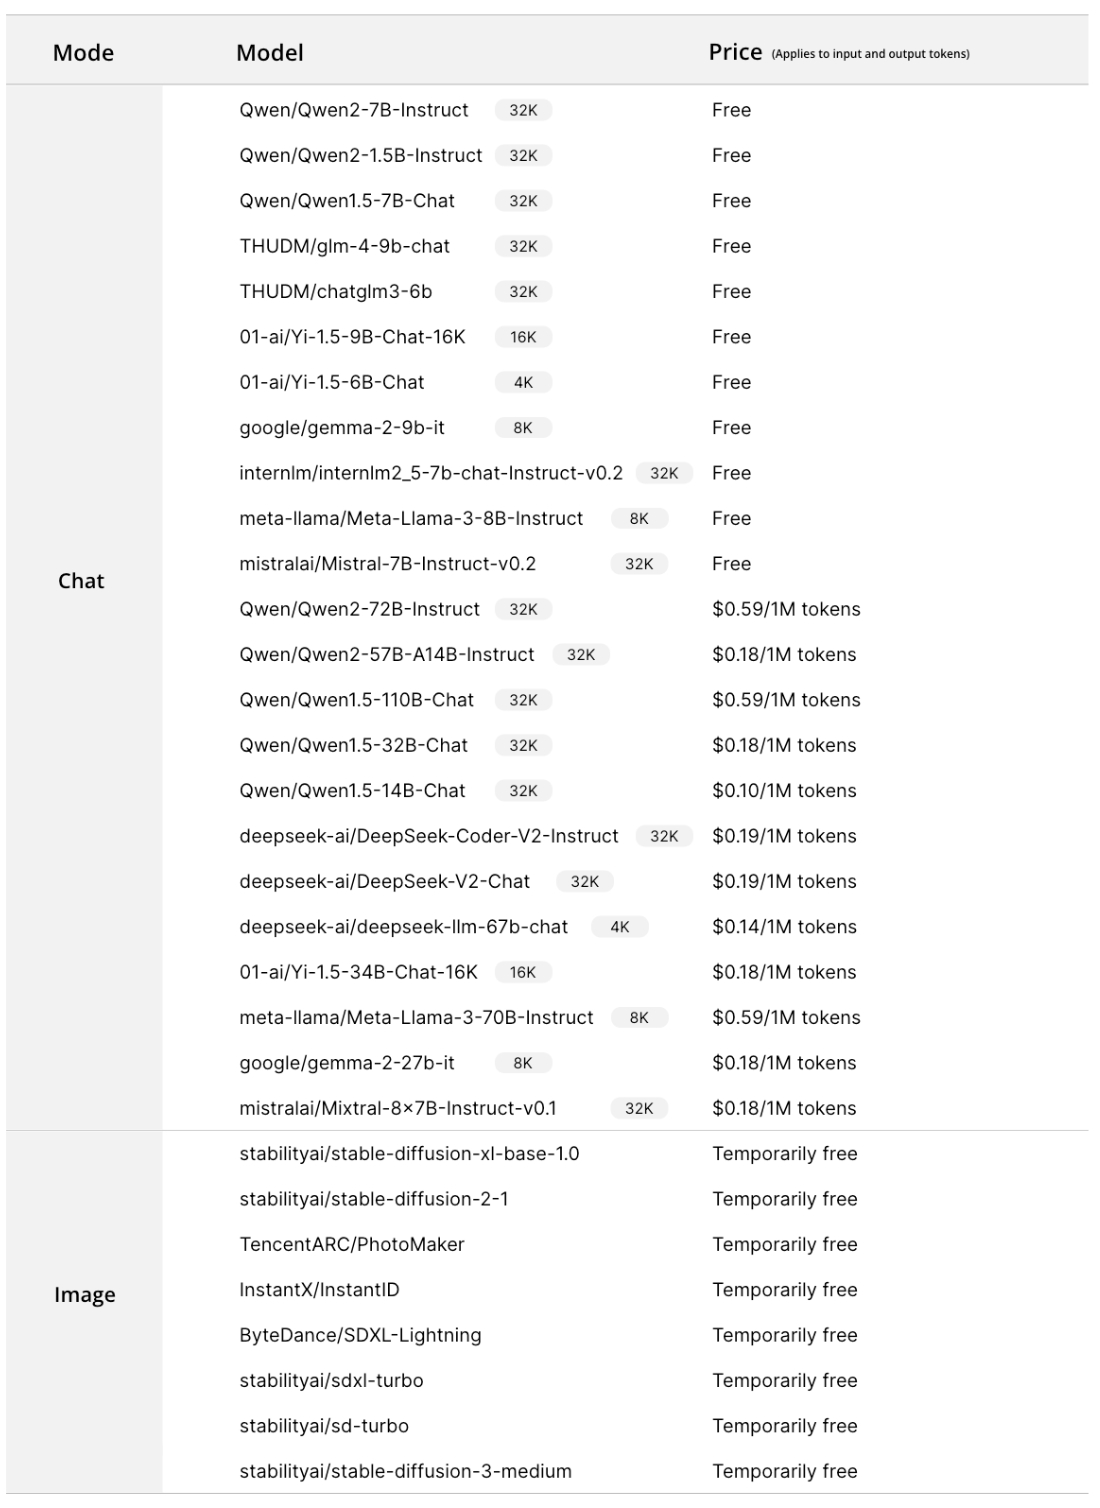 Mode Model Price (Applies to input and output tokens)
Qwen/Qwen2-7B-Instruct 32K Free
Qwen/Qwen2-1.5B-Instruct 32K Free
Qwen/Qwen1.5-7B-Chat 32K Free
THUDM/glm-4-9b-chat 32K Free
THUDM/chatglm3-6b 32K Free
01-ai/Yi-1.5-9B-Chat-16K 16K Free
01-ai/Yi-1.5-6B-Chat 4K Free
google/gemma-2-9b-it 8K Free
internlm/internlm2_5-7b-chat-Instruct-v0.2 32K Free
meta-llama/Meta-Llama-3-8B-Instruct 8K Free
mistralai/Mistral-7B-Instruct-v0.2 32K Free
Chat
Qwen/Qwen2-72B-Instruct 32K $0.59/1M tokens
Qwen/Qwen2-57B-A14B-Instruct 32K $0.18/1M tokens
Qwen/Qwen1.5-110B-Chat 32K $0.59/1M tokens
Qwen/Qwen1.5-32B-Chat 32K $0.18/1M tokens
Qwen/Qwen1.5-14B-Chat 32K $0.10/1M tokens
deepseek-ai/DeepSeek-Coder-V2-Instruct 32K $0.19/1M tokens
deepseek-ai/DeepSeek-V2-Chat 32K $0.19/1M tokens
deepseek-ai/deepseek-llm-67b-chat 4K $0.14/1M tokens
01-ai/Yi-1.5-34B-Chat-16K 16K $0.18/1M tokens
meta-llama/Meta-Llama-3-70B-Instruct 8K $0.59/1M tokens
google/gemma-2-27b-it 8K $0.18/1M tokens
mistralai/Mixtral-8×7B-Instruct-v0.1 32K $0.18/1M tokens
stabilityai/stable-diffusion-xl-base-1.0 Temporarily free
stabilityai/stable-diffusion-2-1 Temporarily free
TencentARC/PhotoMaker Temporarily free
Image InstantX/InstantID Temporarily free
ByteDance/SDXL-Lightning Temporarily free
stabilityai/sdxl-turbo Temporarily free
stabilityai/sd-turbo Temporarily free
stabilityai/stable-diffusion-3-medium Temporarily free